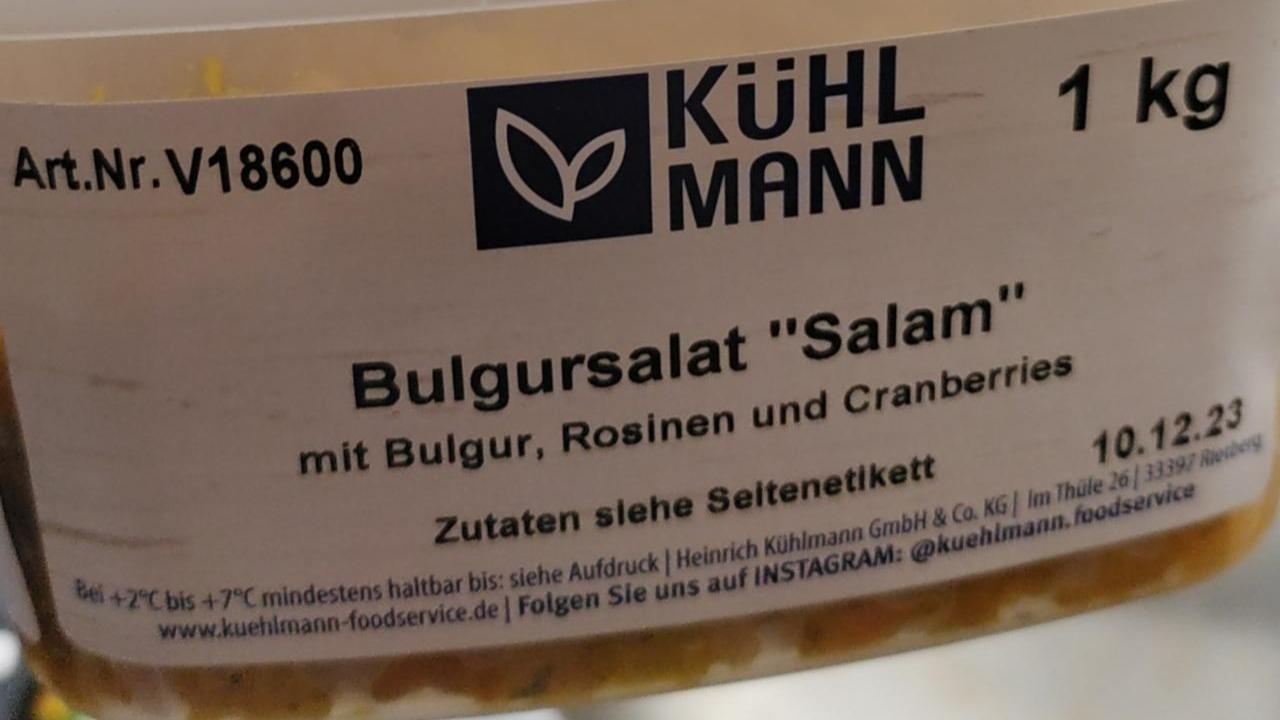 KÜHL
MANN
1 kg
Art.Nr. V18600
Bulgursalat "Salam"
mit Bulgur, Rosinen und Cranberries
10.12.23
Zutaten siehe Seitenetikett
Bei +2°C bis +7°C mindestens haltbar bis: siehe Aufdruck | Heinrich Kühlmann GmbH & Co. KG | Im Thüle 26 | 33397 Rietberg
www.kuehlmann-foodservice.de | Folgen Sie uns auf INSTAGRAM: @kuehlmann.foodservice